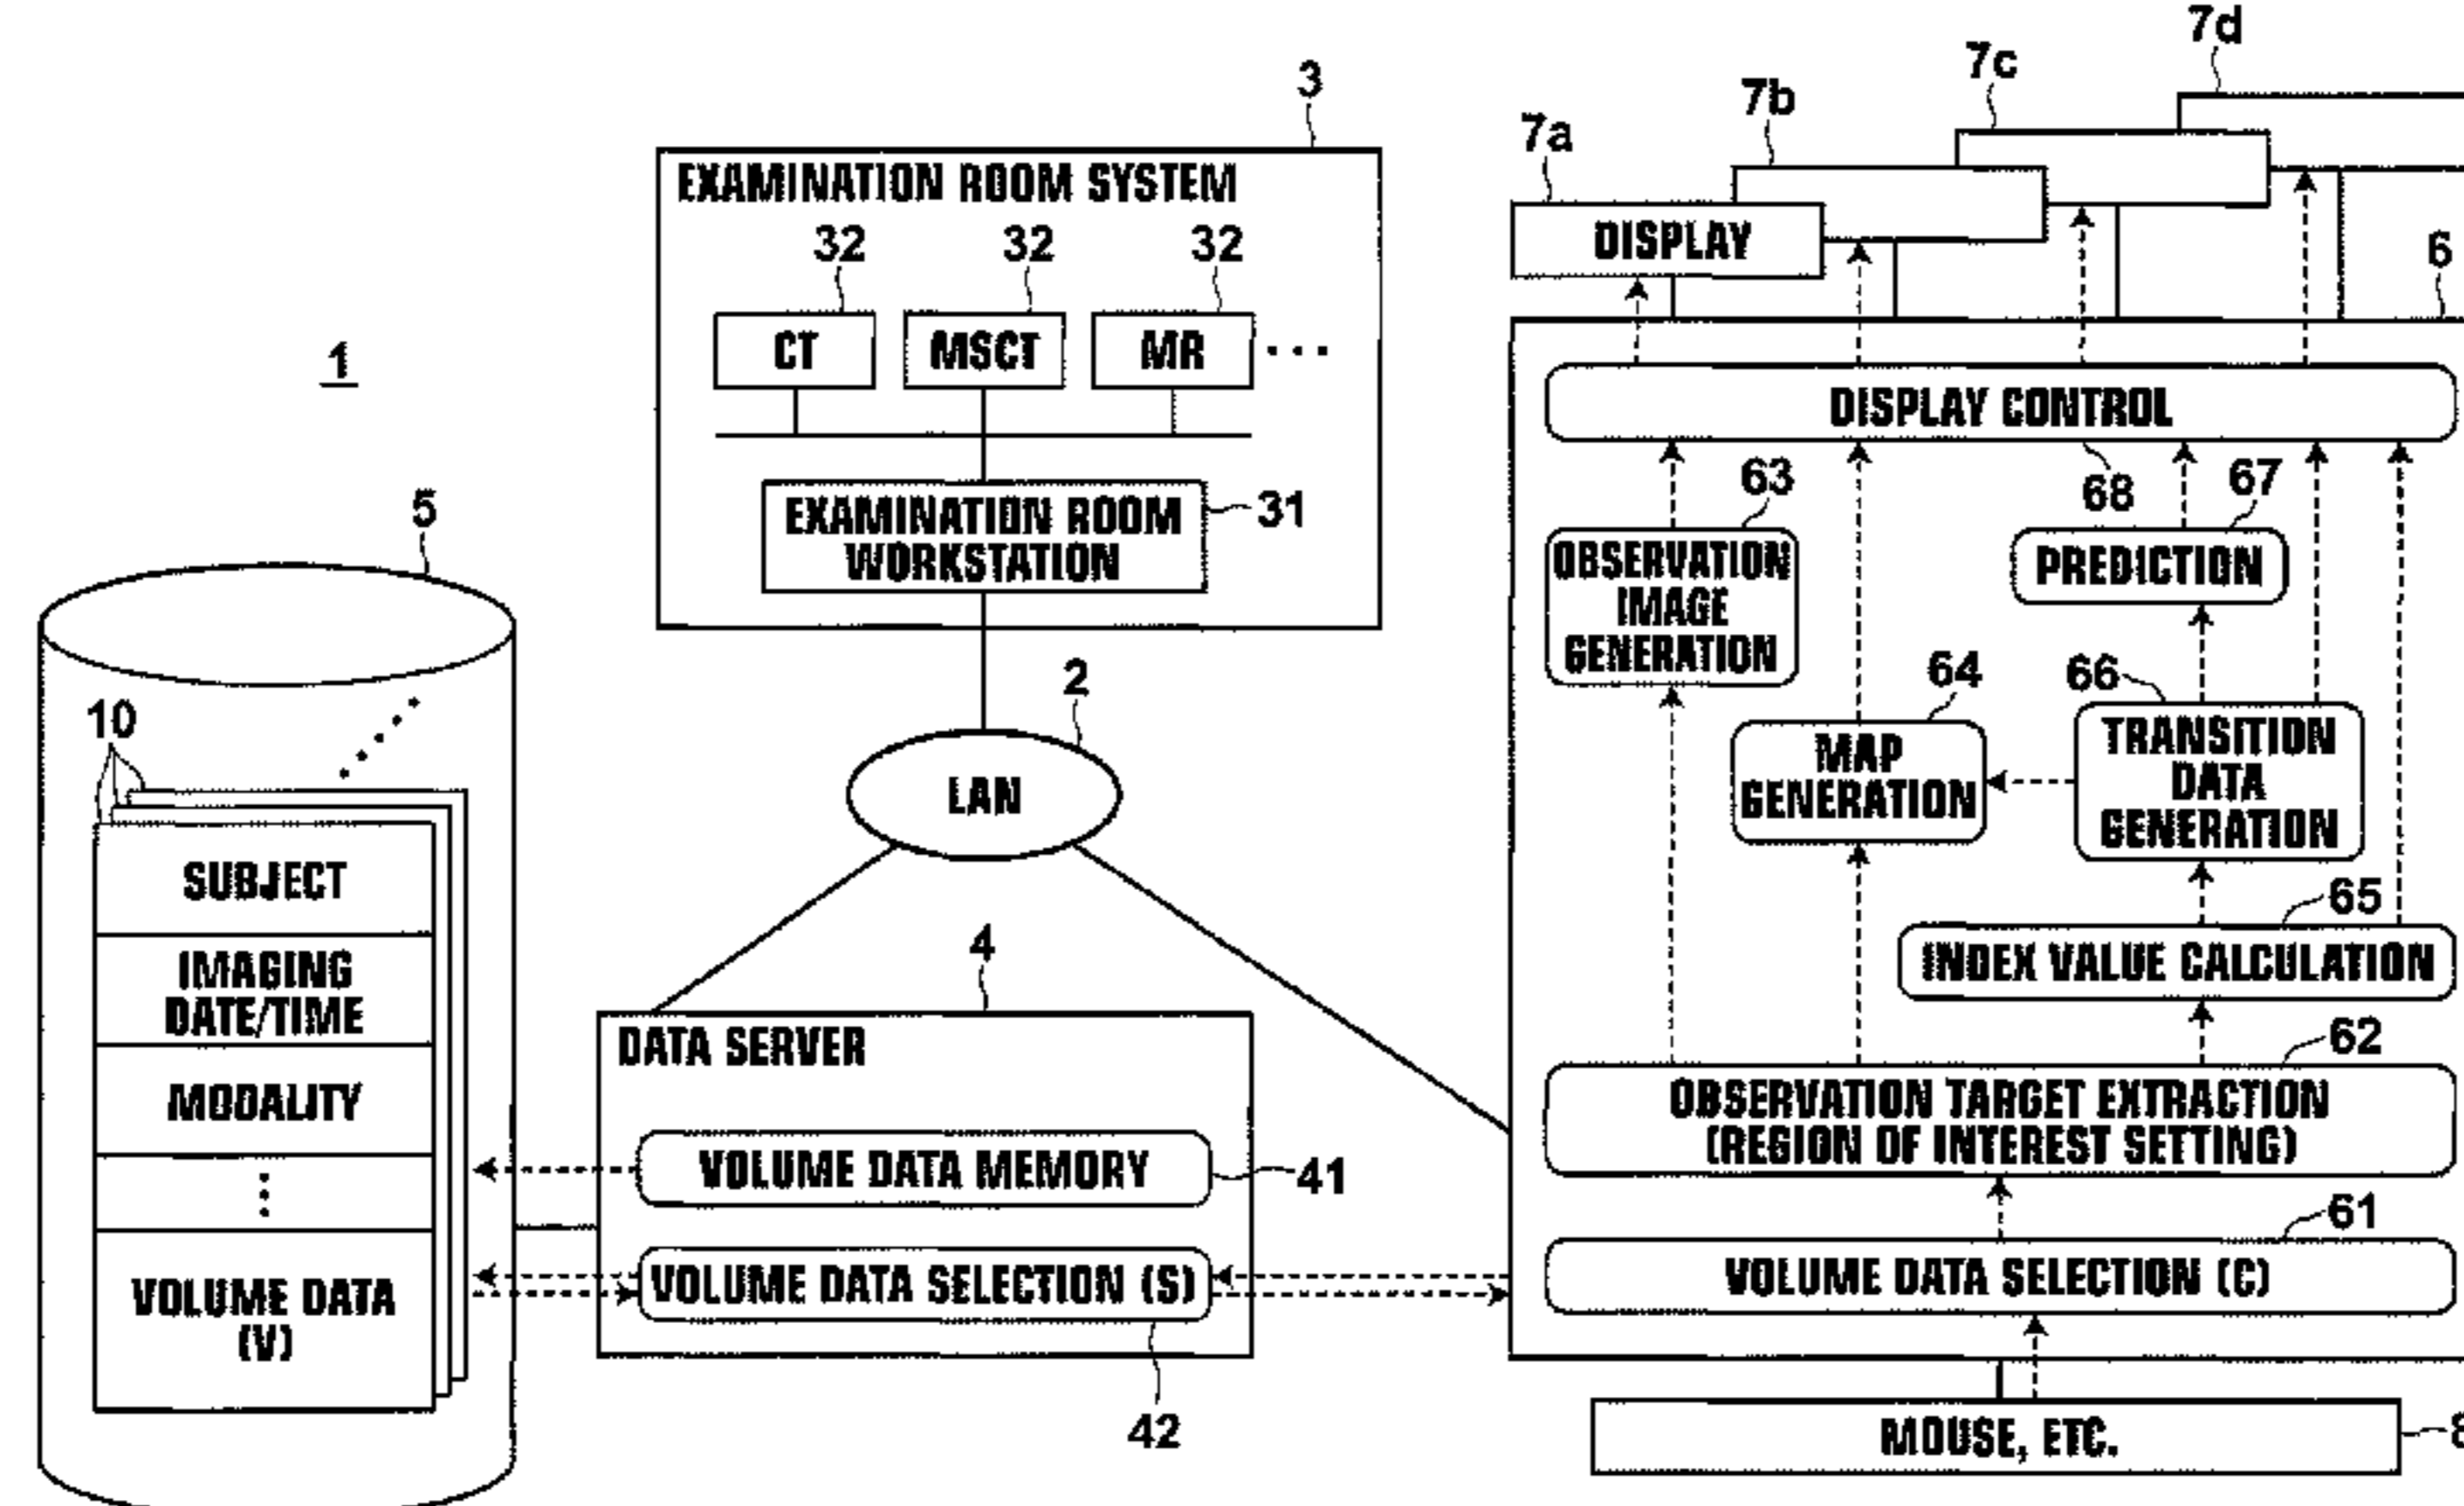 1
3
EXAMINATION ROOM SYSTEM
32
32
32
CT
MSCT
MR
...
EXAMINATION ROOM
WORKSTATION
31
2
LAN
5
10
SUBJECT
IMAGING
DATE/TIME
MODALITY
VOLUME DATA
(V)
4
DATA SERVER
VOLUME DATA MEMORY
41
VOLUME DATA SELECTION (S)
42
7a
7b
7c
7d
DISPLAY
6
DISPLAY CONTROL
68
63
OBSERVATION
IMAGE
GENERATION
67
PREDICTION
64
MAP
GENERATION
66
TRANSITION
DATA
GENERATION
65
INDEX VALUE CALCULATION
62
OBSERVATION TARGET EXTRACTION
(REGION OF INTEREST SETTING)
61
VOLUME DATA SELECTION (C)
MOUSE, ETC.
8